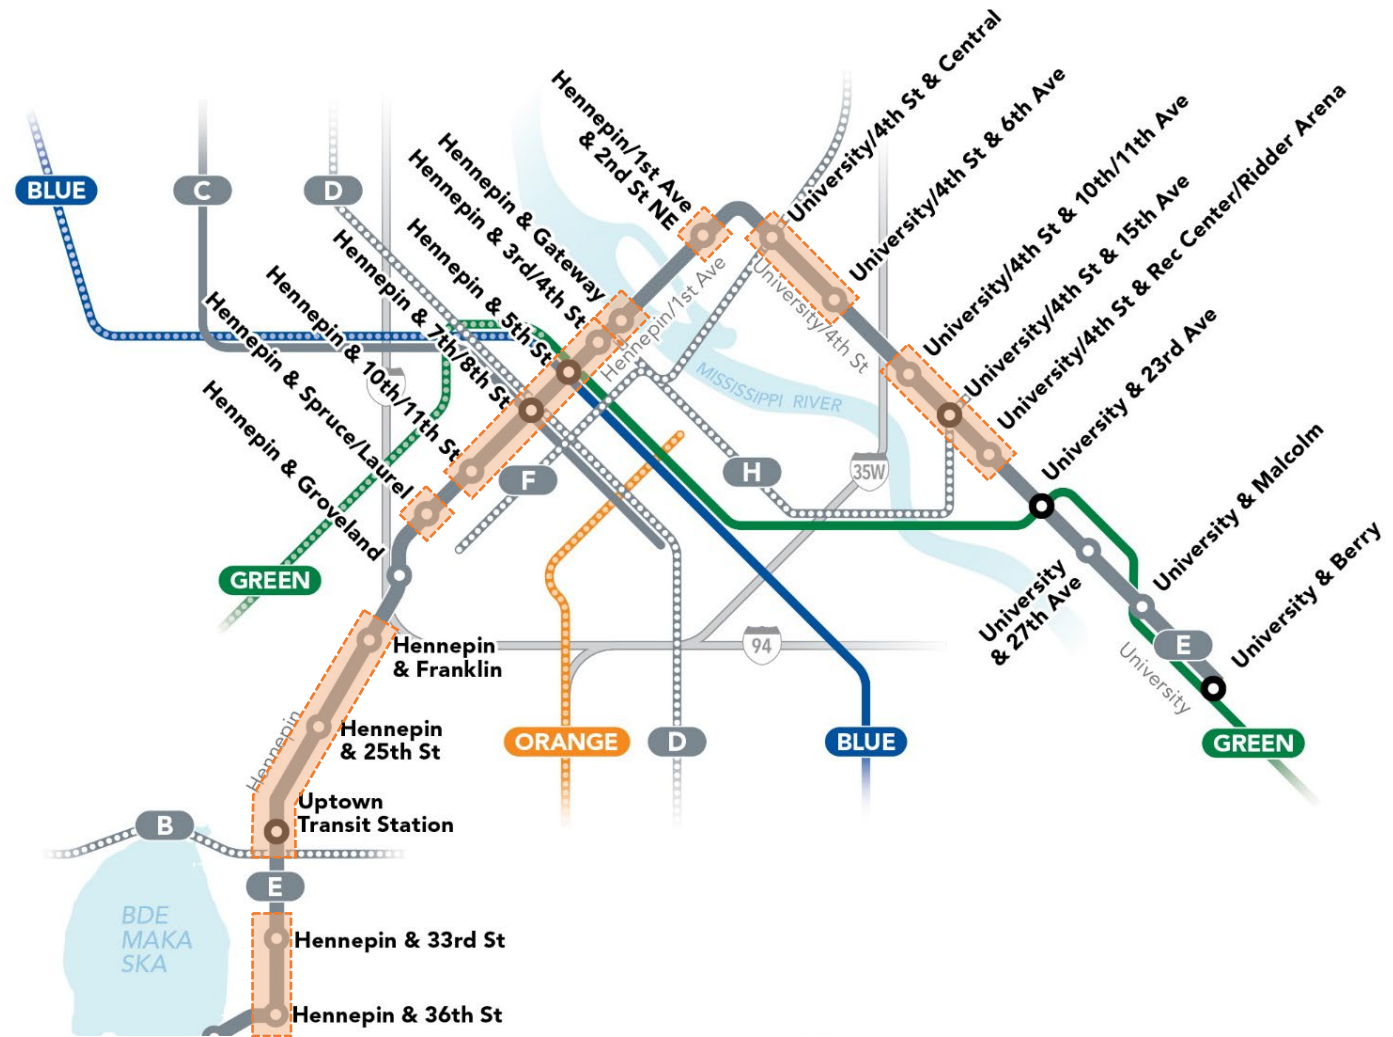 Hennepin/1st Ave
& 2nd St NE
University/4th St & Central
University/4th St & 6th Ave
University/4th St & 10th/11th Ave
University/4th St & 15th Ave
University/4th St & Rec Center/Ridder Arena
University & 23rd Ave
University & Malcolm
University & Berry
University
& 27th Ave
Hennepin & Gateway
Hennepin & 3rd/4th St
Hennepin & 5th St
Hennepin & 7th/8th St
Hennepin & 10th/11th St
Hennepin & Spruce/Laurel
Hennepin & Groveland
Hennepin
& Franklin
Hennepin
& 25th St
Uptown
Transit Station
Hennepin & 33rd St
Hennepin & 36th St
BLUE
C
D
Hennepin/1st Ave
University/4th St
MISSISSIPPI RIVER
F
H
35W
GREEN
94
E
University
Hennepin
ORANGE
D
BLUE
GREEN
B
E
BDE
MAKA
SKA